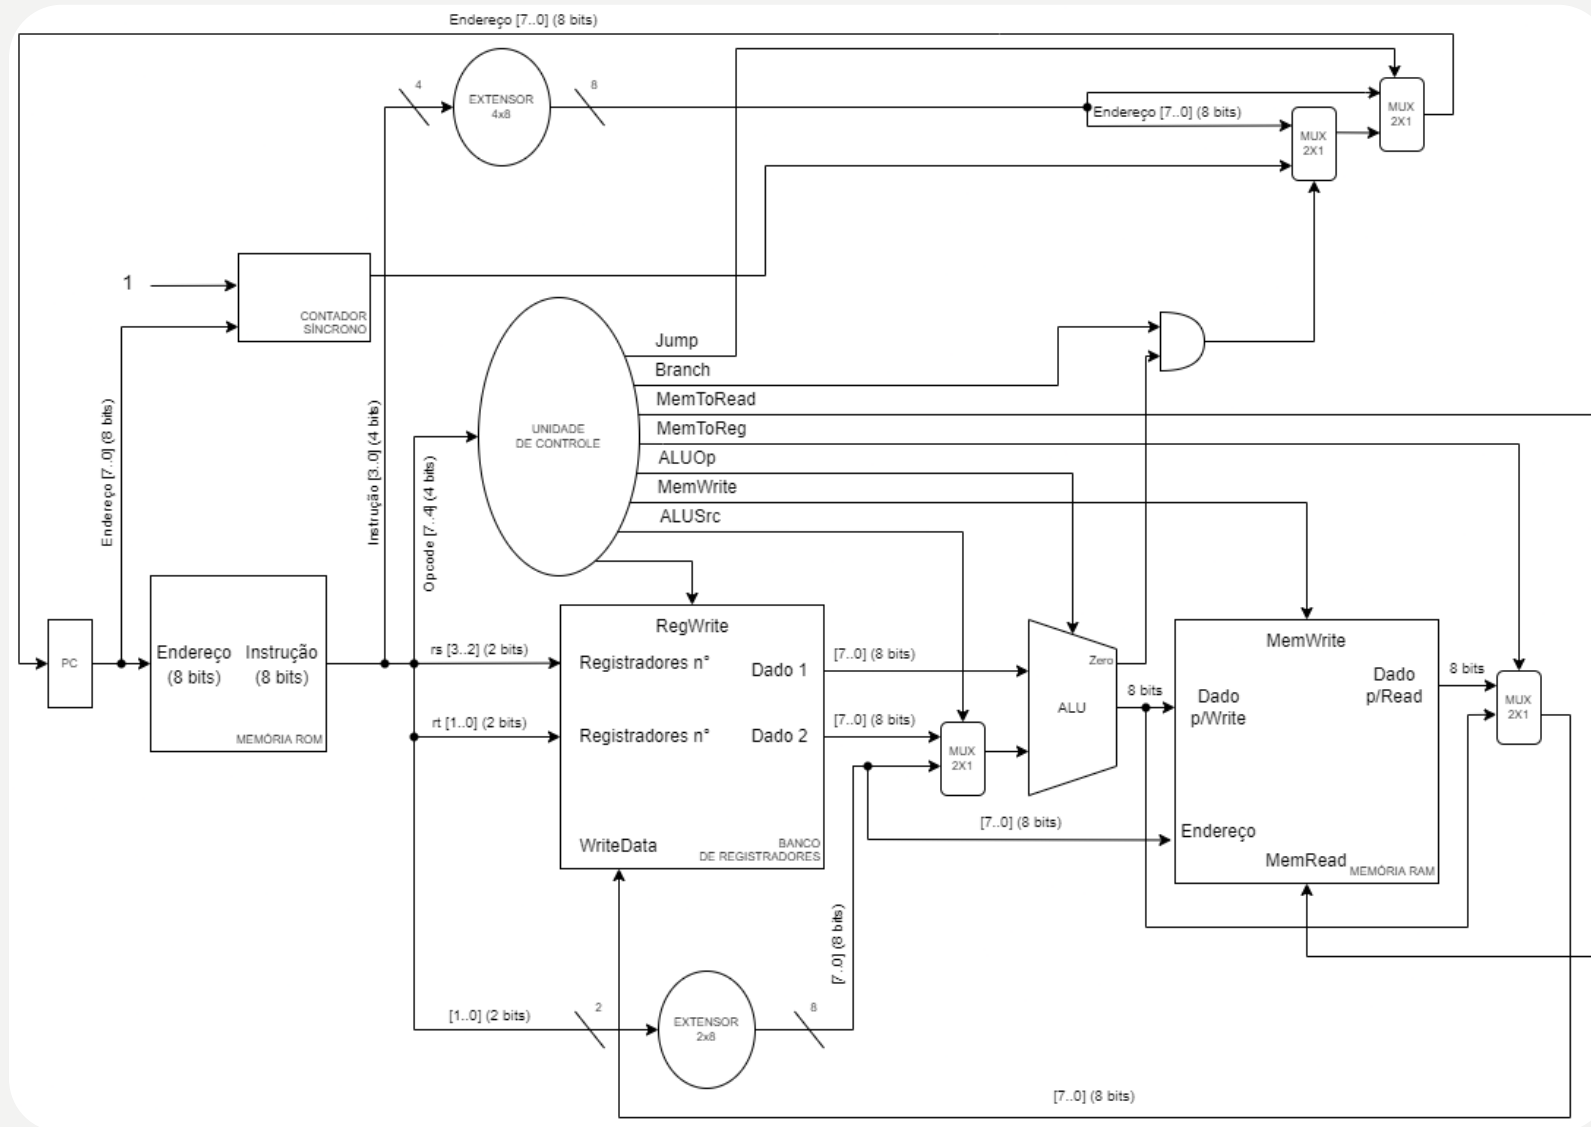 Endereço [7..0] (8 bits)
4
EXTENSOR
4x8
8
Endereço [7..0] (8 bits)
MUX
2X1
MUX
2X1
1
CONTADOR
SÍNCRONO
Jump
Branch
MemToRead
MemToReg
ALUOp
MemWrite
ALUSrc
UNIDADE
DE CONTROLE
Endereço [7..0] (8 bits)
Instrução [3..0] (4 bits)
Opcode [7..4] (4 bits)
PC
Endereço
(8 bits)
Instrução
(8 bits)
MEMÓRIA ROM
rs [3..2] (2 bits)
rt [1..0] (2 bits)
RegWrite
Registradores n°
Dado 1
Registradores n°
Dado 2
WriteData
BANCO
DE REGISTRADORES
[7..0] (8 bits)
[7..0] (8 bits)
MUX
2X1
Zero
ALU
8 bits
[7..0] (8 bits)
MemWrite
Dado
p/Write
Dado
p/Read
Endereço
MemRead
MEMÓRIA RAM
8 bits
MUX
2X1
[7..0] (8 bits)
[1..0] (2 bits)
2
EXTENSOR
2x8
8
[7..0] (8 bits)